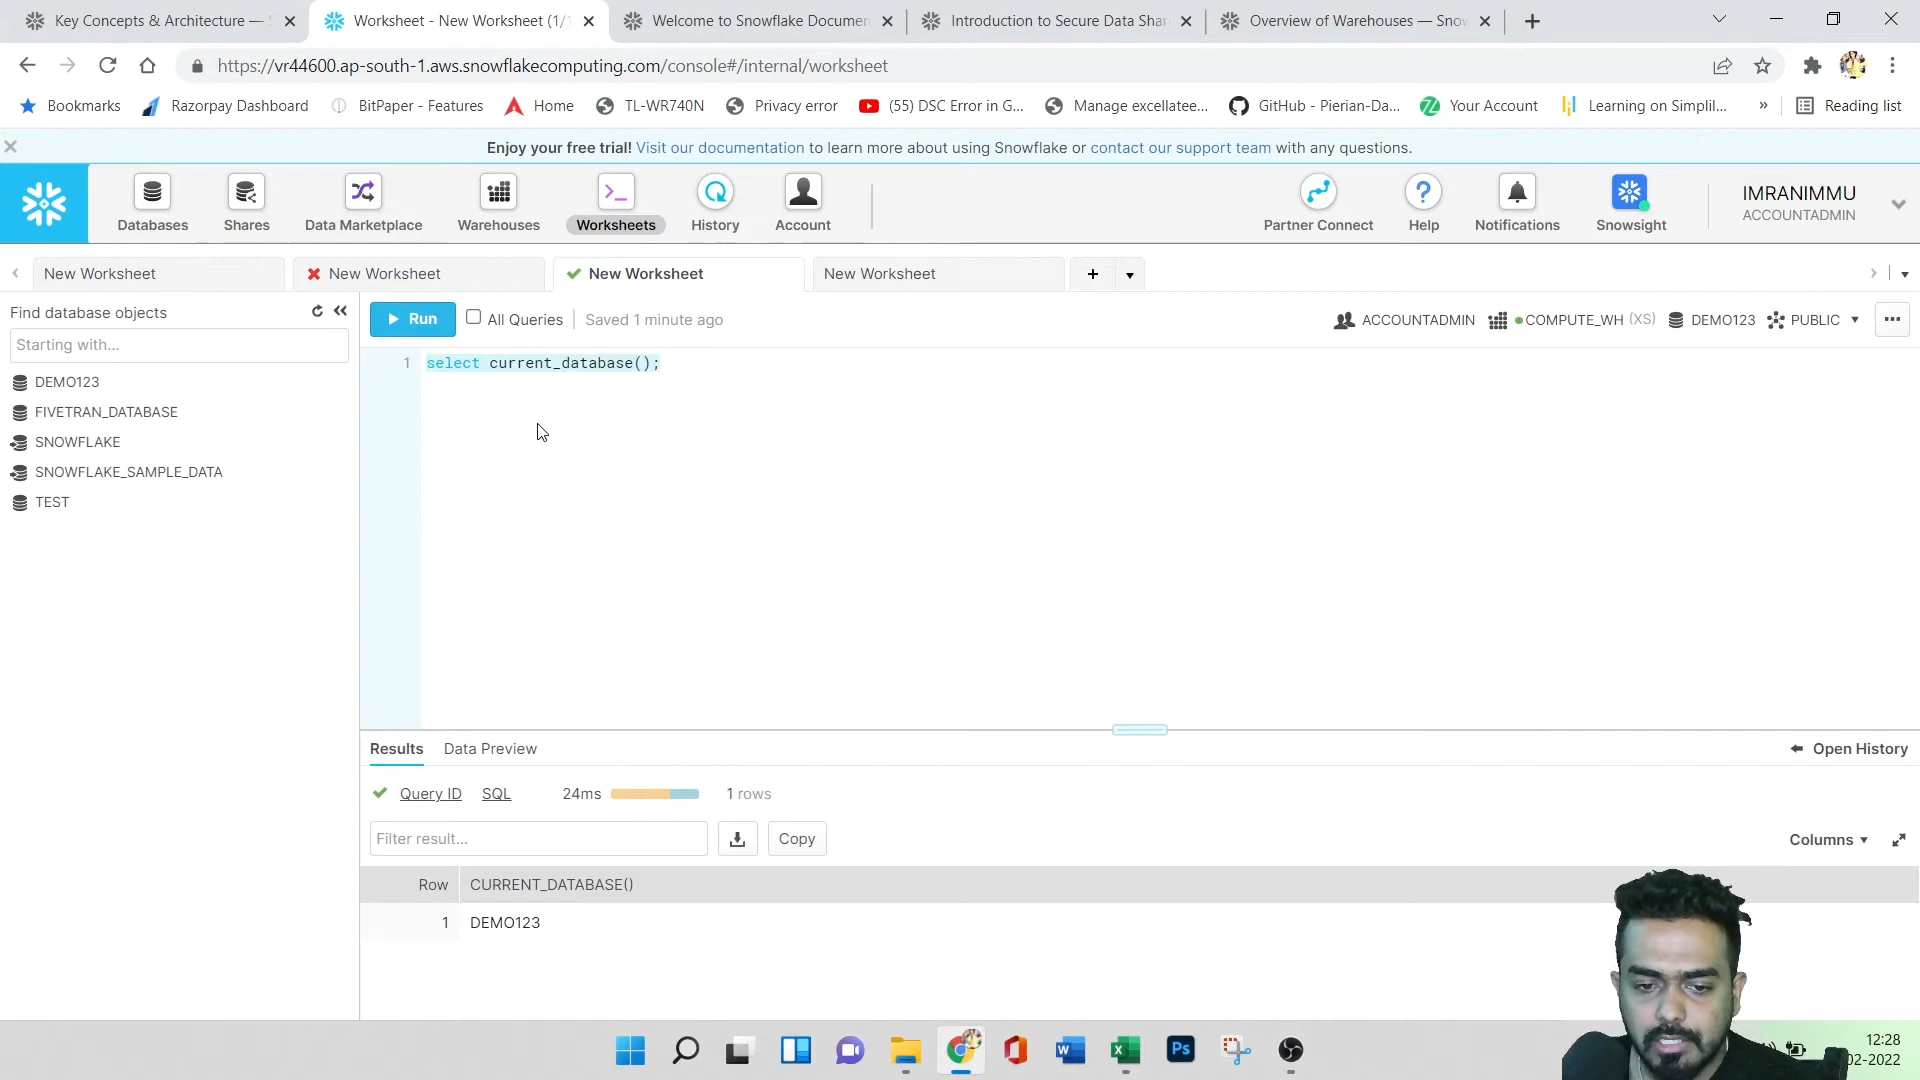 Key Concepts & Architecture —
Worksheet - New Worksheet (1/1
Welcome to Snowflake Documen
Introduction to Secure Data Shar
Overview of Warehouses — Snow
https://vr44600.ap-south-1.aws.snowflakecomputing.com/console#/internal/worksheet
Bookmarks
Razorpay Dashboard
BitPaper - Features
Home
TL-WR740N
Privacy error
(55) DSC Error in G...
Manage excellatee...
GitHub - Pierian-Da...
Your Account
Learning on Simplil...
»
Reading list
Enjoy your free trial! Visit our documentation to learn more about using Snowflake or contact our support team with any questions.
Databases
Shares
Data Marketplace
Warehouses
Worksheets
History
Account
Partner Connect
Help
Notifications
Snowsight
IMRANIMMU
ACCOUNTADMIN
New Worksheet
New Worksheet
New Worksheet
New Worksheet
Find database objects
Starting with...
DEMO123
FIVETRAN_DATABASE
SNOWFLAKE
SNOWFLAKE_SAMPLE_DATA
TEST
Run
All Queries
Saved 1 minute ago
ACCOUNTADMIN
COMPUTE_WH (XS)
DEMO123
PUBLIC
1 select current_database();
Results
Data Preview
Open History
Query ID
SQL
24ms
1 rows
Filter result...
Copy
Columns
Row CURRENT_DATABASE()
1 DEMO123
W
X
Ps
12:28
02-2022